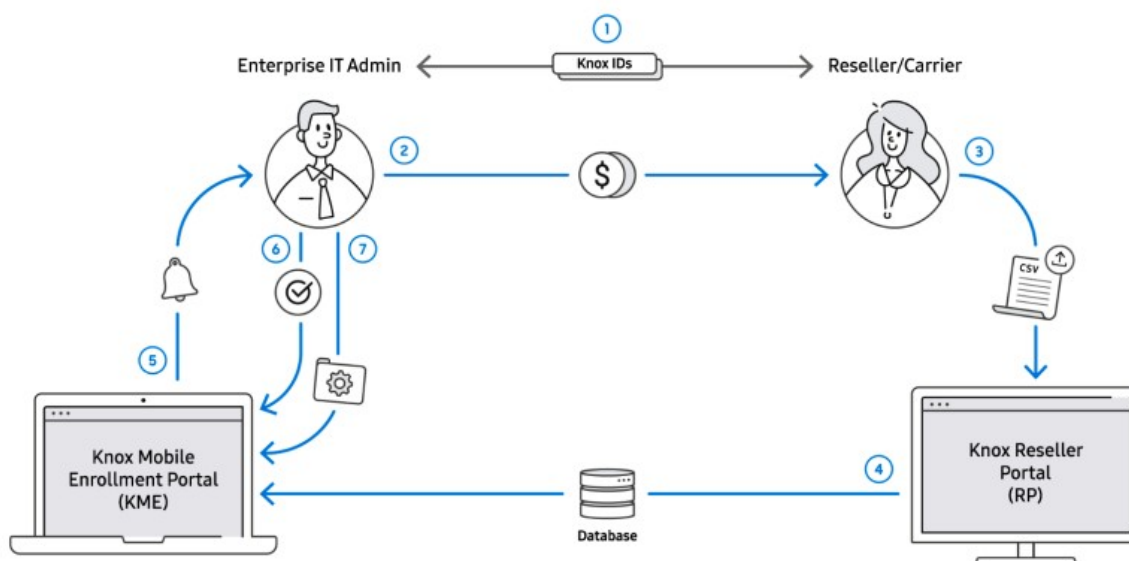 1
Enterprise IT Admin
Knox IDs
Reseller/Carrier
2
$
3
CSV
6
7
5
Knox Mobile
Enrollment Portal
(KME)
4
Database
Knox Reseller
Portal
(RP)